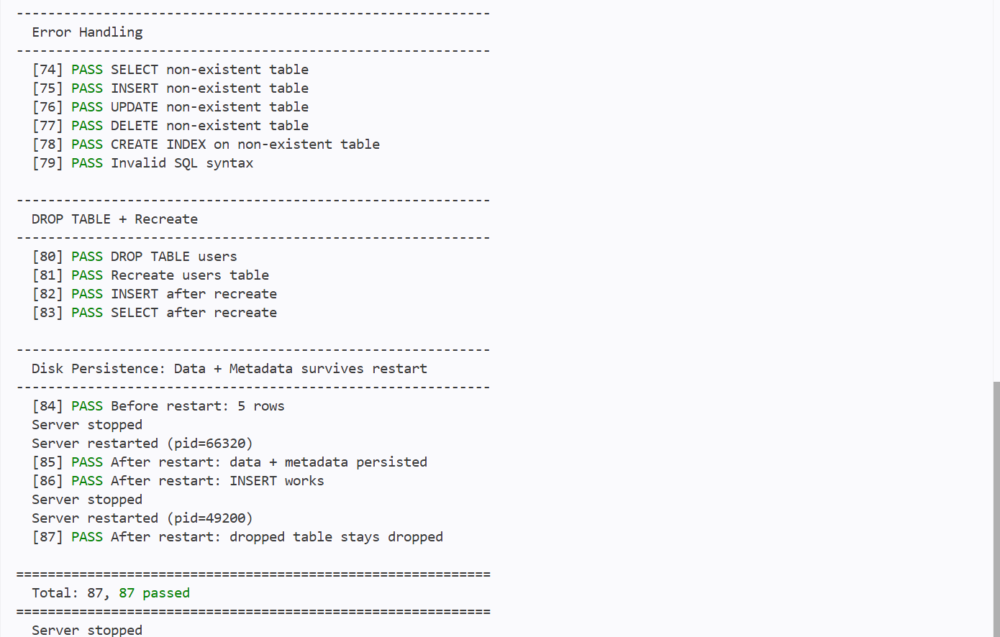 ------------------------------------------------------------
Error Handling
------------------------------------------------------------
[74] PASS SELECT non-existent table
[75] PASS INSERT non-existent table
[76] PASS UPDATE non-existent table
[77] PASS DELETE non-existent table
[78] PASS CREATE INDEX on non-existent table
[79] PASS Invalid SQL syntax
------------------------------------------------------------
DROP TABLE + Recreate
------------------------------------------------------------
[80] PASS DROP TABLE users
[81] PASS Recreate users table
[82] PASS INSERT after recreate
[83] PASS SELECT after recreate
------------------------------------------------------------
Disk Persistence: Data + Metadata survives restart
------------------------------------------------------------
[84] PASS Before restart: 5 rows
Server stopped
Server restarted (pid=66320)
[85] PASS After restart: data + metadata persisted
[86] PASS After restart: INSERT works
Server stopped
Server restarted (pid=49200)
[87] PASS After restart: dropped table stays dropped
============================================================
Total: 87, 87 passed
============================================================
Server stopped